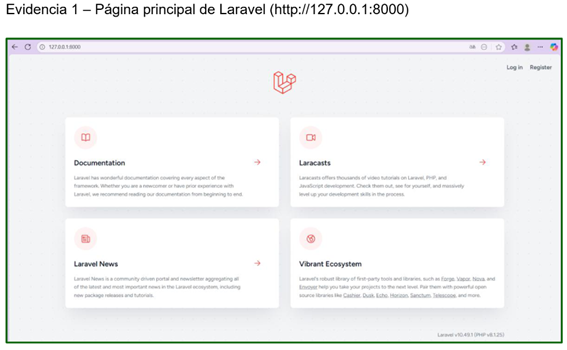 Evidencia 1 – Página principal de Laravel (http://127.0.0.1:8000)
127.0.0.1:8000
Log in Register
Documentation
Laravel has wonderful documentation covering every aspect of the
framework. Whether you are a newcomer or have prior experience with
Laravel, we recommend reading our documentation from beginning to end.
Laracasts
Laracasts offers thousands of video tutorials on Laravel, PHP, and
JavaScript development. Check them out, see for yourself, and massively
level up your development skills in the process.
Laravel News
Laravel News is a community driven portal and newsletter aggregating all
of the latest and most important news in the Laravel ecosystem, including
new package releases and tutorials.
Vibrant Ecosystem
Laravel's robust library of first-party tools and libraries, such as Forge, Vapor, Nova, and
Envoyer help you take your projects to the next level. Pair them with powerful open
source libraries like Cashier, Dusk, Echo, Horizon, Sanctum, Telescope, and more.
Laravel v10.49.1 (PHP v8.1.25)